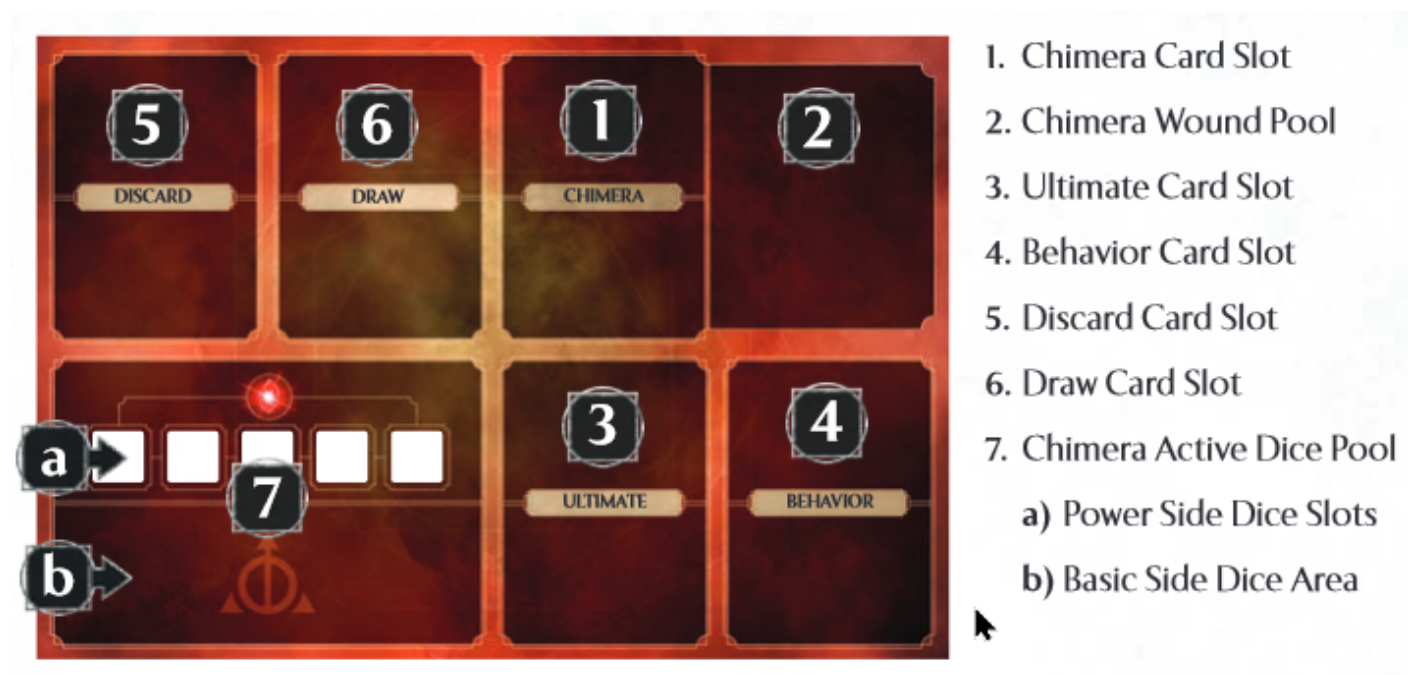 5
6
1
2
DISCARD
DRAW
CHIMERA
a
7
3
4
ULTIMATE
BEHAVIOR
b
1. Chimera Card Slot
2. Chimera Wound Pool
3. Ultimate Card Slot
4. Behavior Card Slot
5. Discard Card Slot
6. Draw Card Slot
7. Chimera Active Dice Pool
a) Power Side Dice Slots
b) Basic Side Dice Area